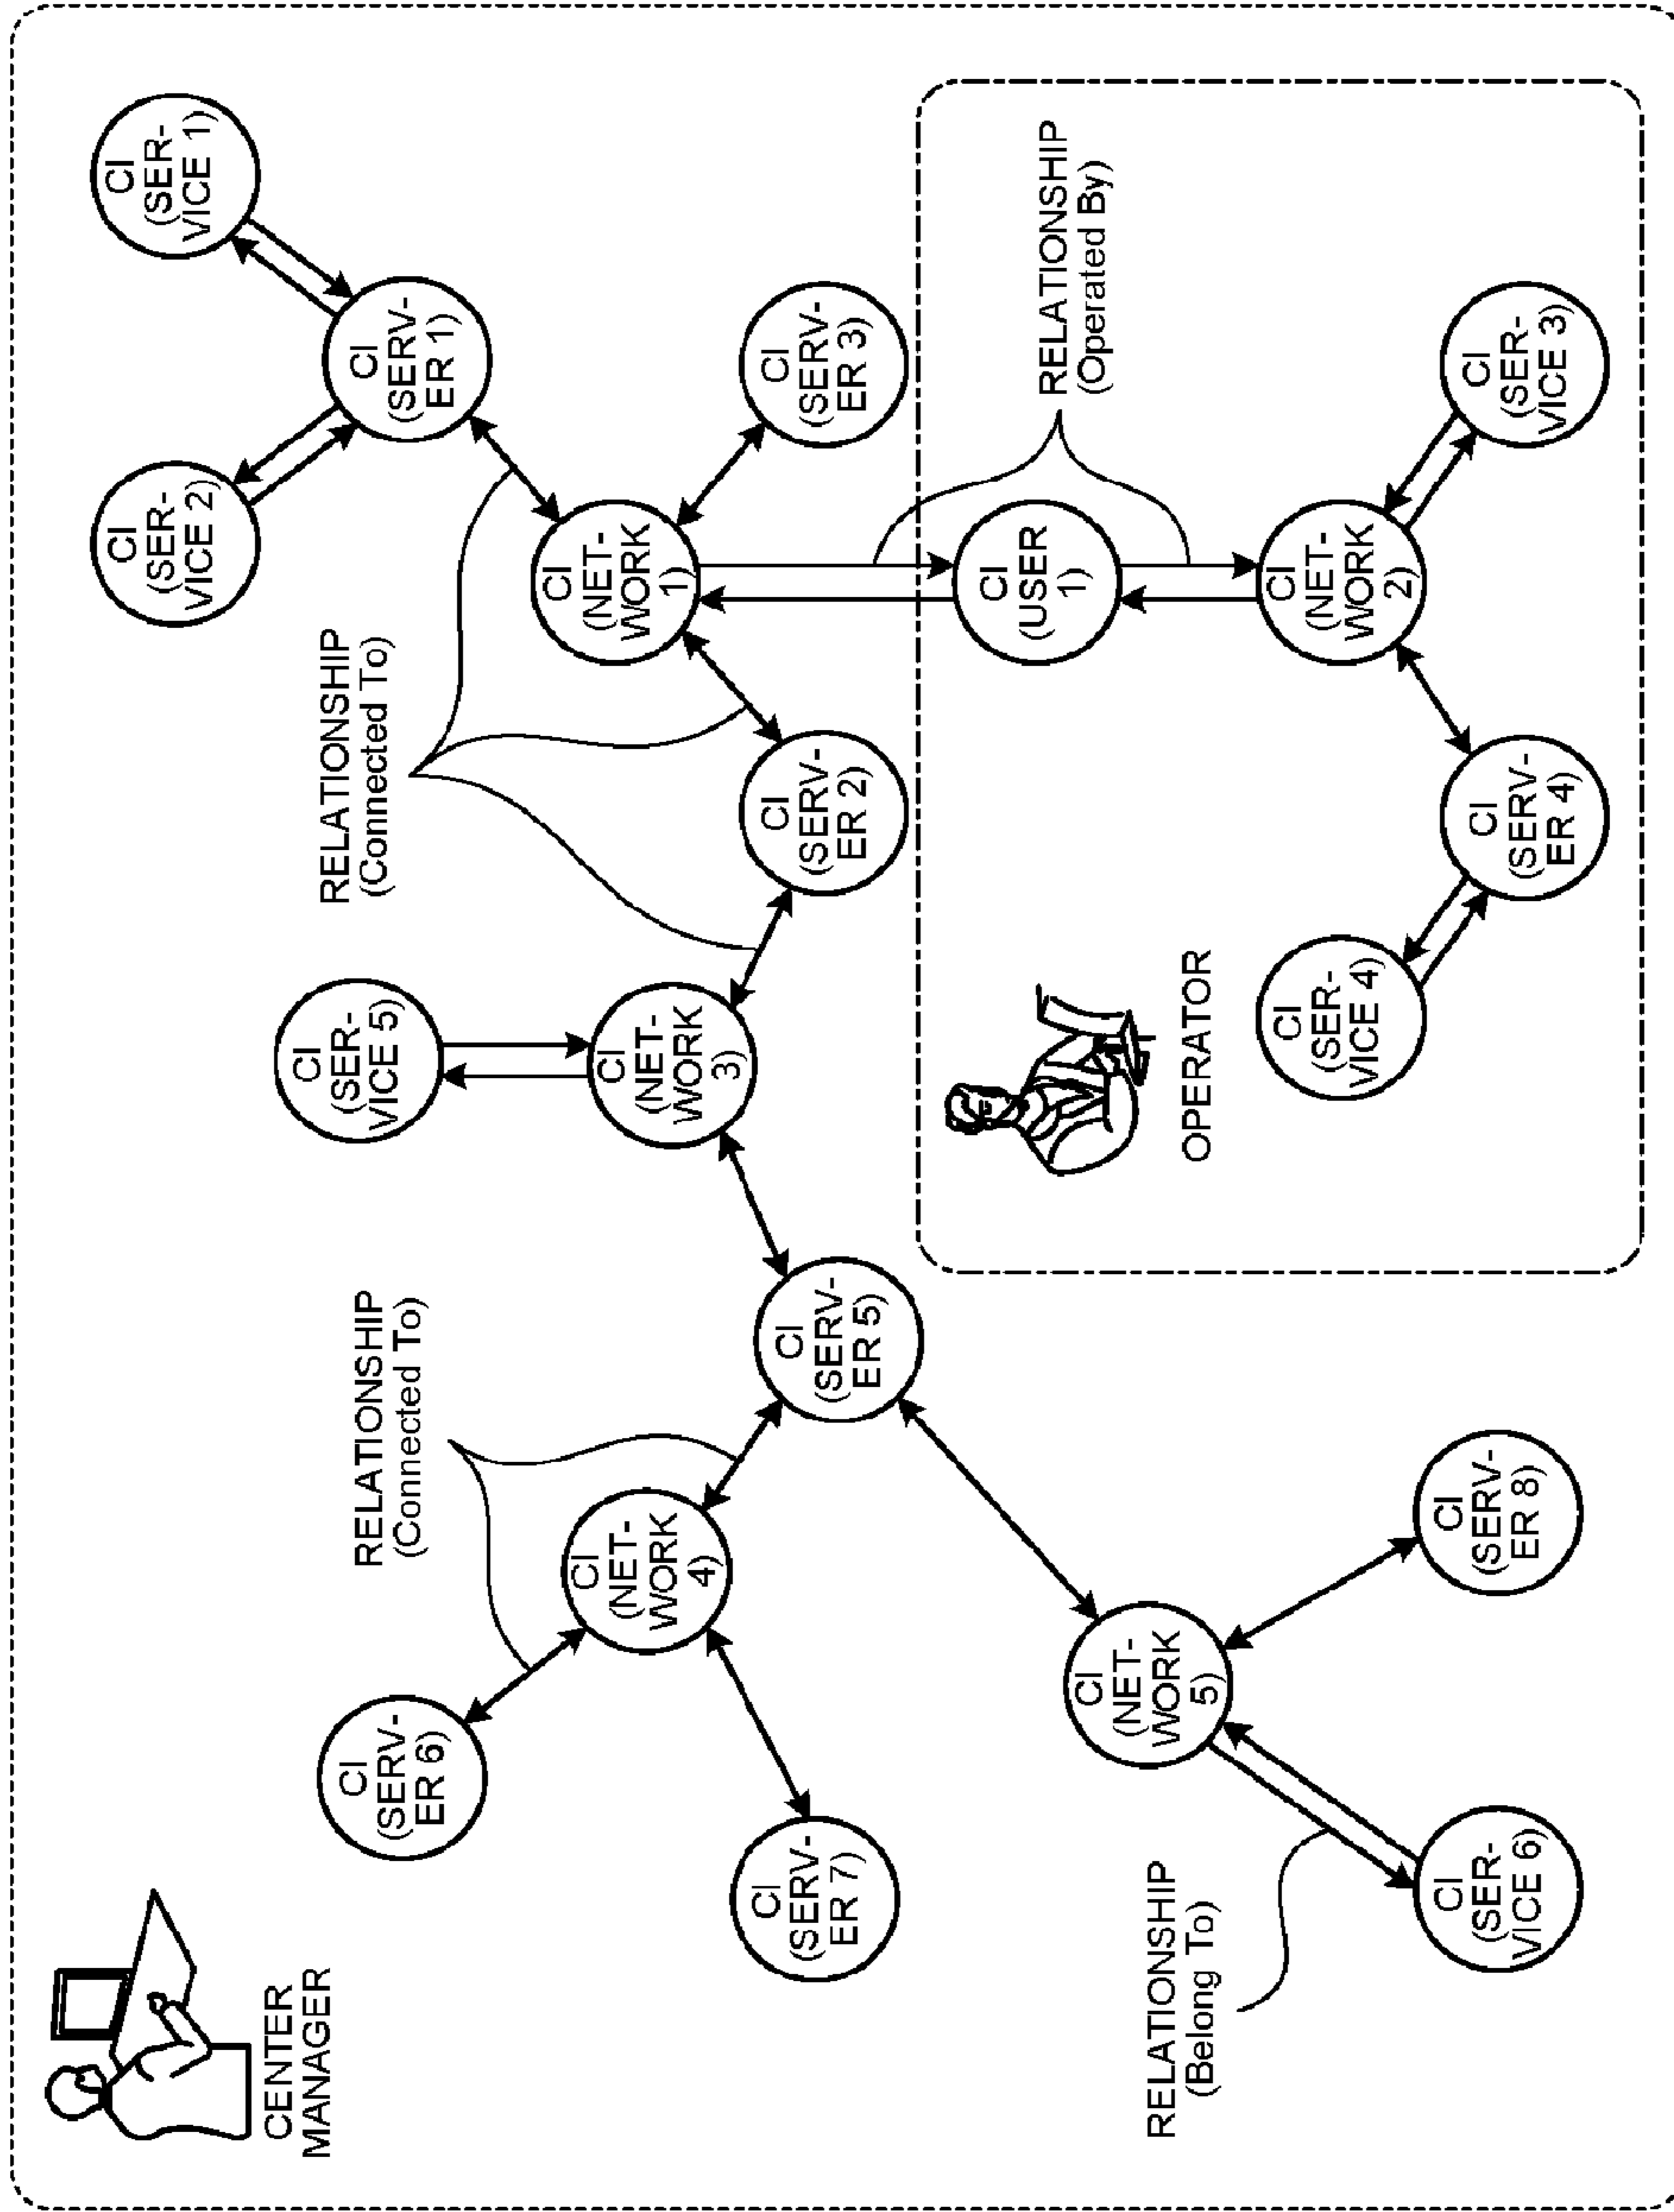 CENTER
MANAGER
CI
(SER-
VICE 2)
CI
(SER-
VICE 1)
RELATIONSHIP
(Connected To)
RELATIONSHIP
(Connected To)
CI
(SERV-
ER 6)
CI
(SER-
VICE 5)
CI
(SERV-
ER 1)
CI
(NET-
WORK
4)
CI
(NET-
WORK
3)
CI
(NET-
WORK
1)
CI
(SERV-
ER 7)
CI
(SERV-
ER 5)
CI
(SERV-
ER 2)
CI
(SERV-
ER 3)
CI
(USER
1)
RELATIONSHIP
(Operated By)
RELATIONSHIP
(Belong To)
CI
(NET-
WORK
5)
OPERATOR
CI
(SER-
VICE 4)
CI
(NET-
WORK
2)
CI
(SER-
VICE 6)
CI
(SERV-
ER 8)
CI
(SERV-
ER 4)
CI
(SER-
VICE 3)